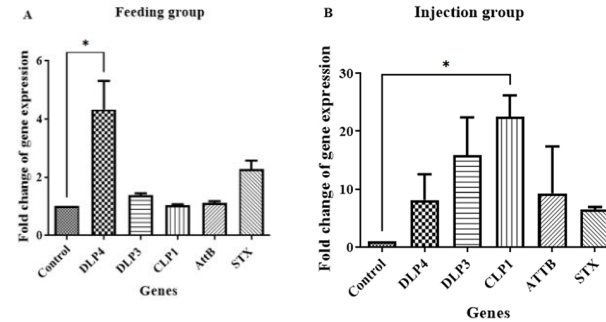 A
Feeding group
Fold change of gene expression
6
4
2
0
*
Control
DLP4
DLP3
CLP1
AttB
STX
Genes
B
Injection group
Fold change of gene expression
30
20
10
0
*
Control
DLP4
DLP3
CLP1
ATTB
STX
Genes